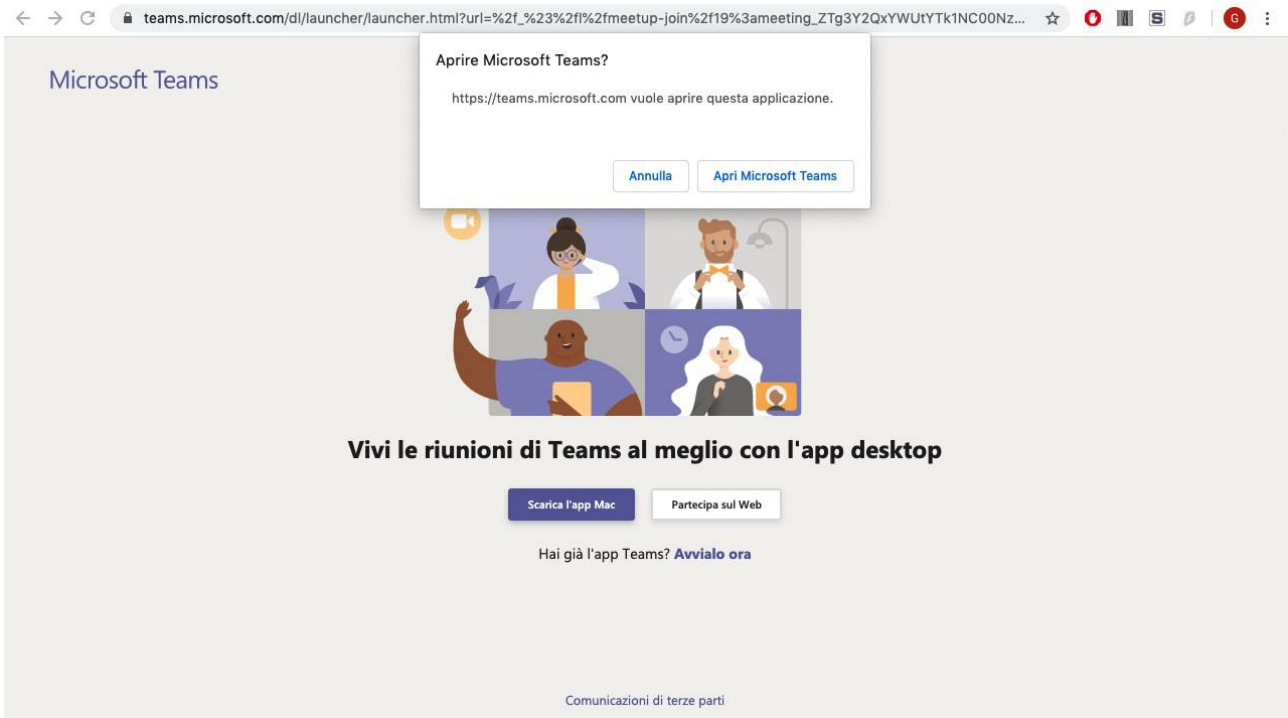 teams.microsoft.com/dl/launcher/launcher.html?url=%2f_%23%2fl%2fmeetup-join%2f19%3ameeting_ZTg3Y2QxYWUtYTk1NC00Nz...
S
G
Aprire Microsoft Teams?
https://teams.microsoft.com vuole aprire questa applicazione.
Annulla
Apri Microsoft Teams
Microsoft Teams
Vivi le riunioni di Teams al meglio con l'app desktop
Scarica l'app Mac
Partecipa sul Web
Hai già l'app Teams? Avvialo ora
Comunicazioni di terze parti